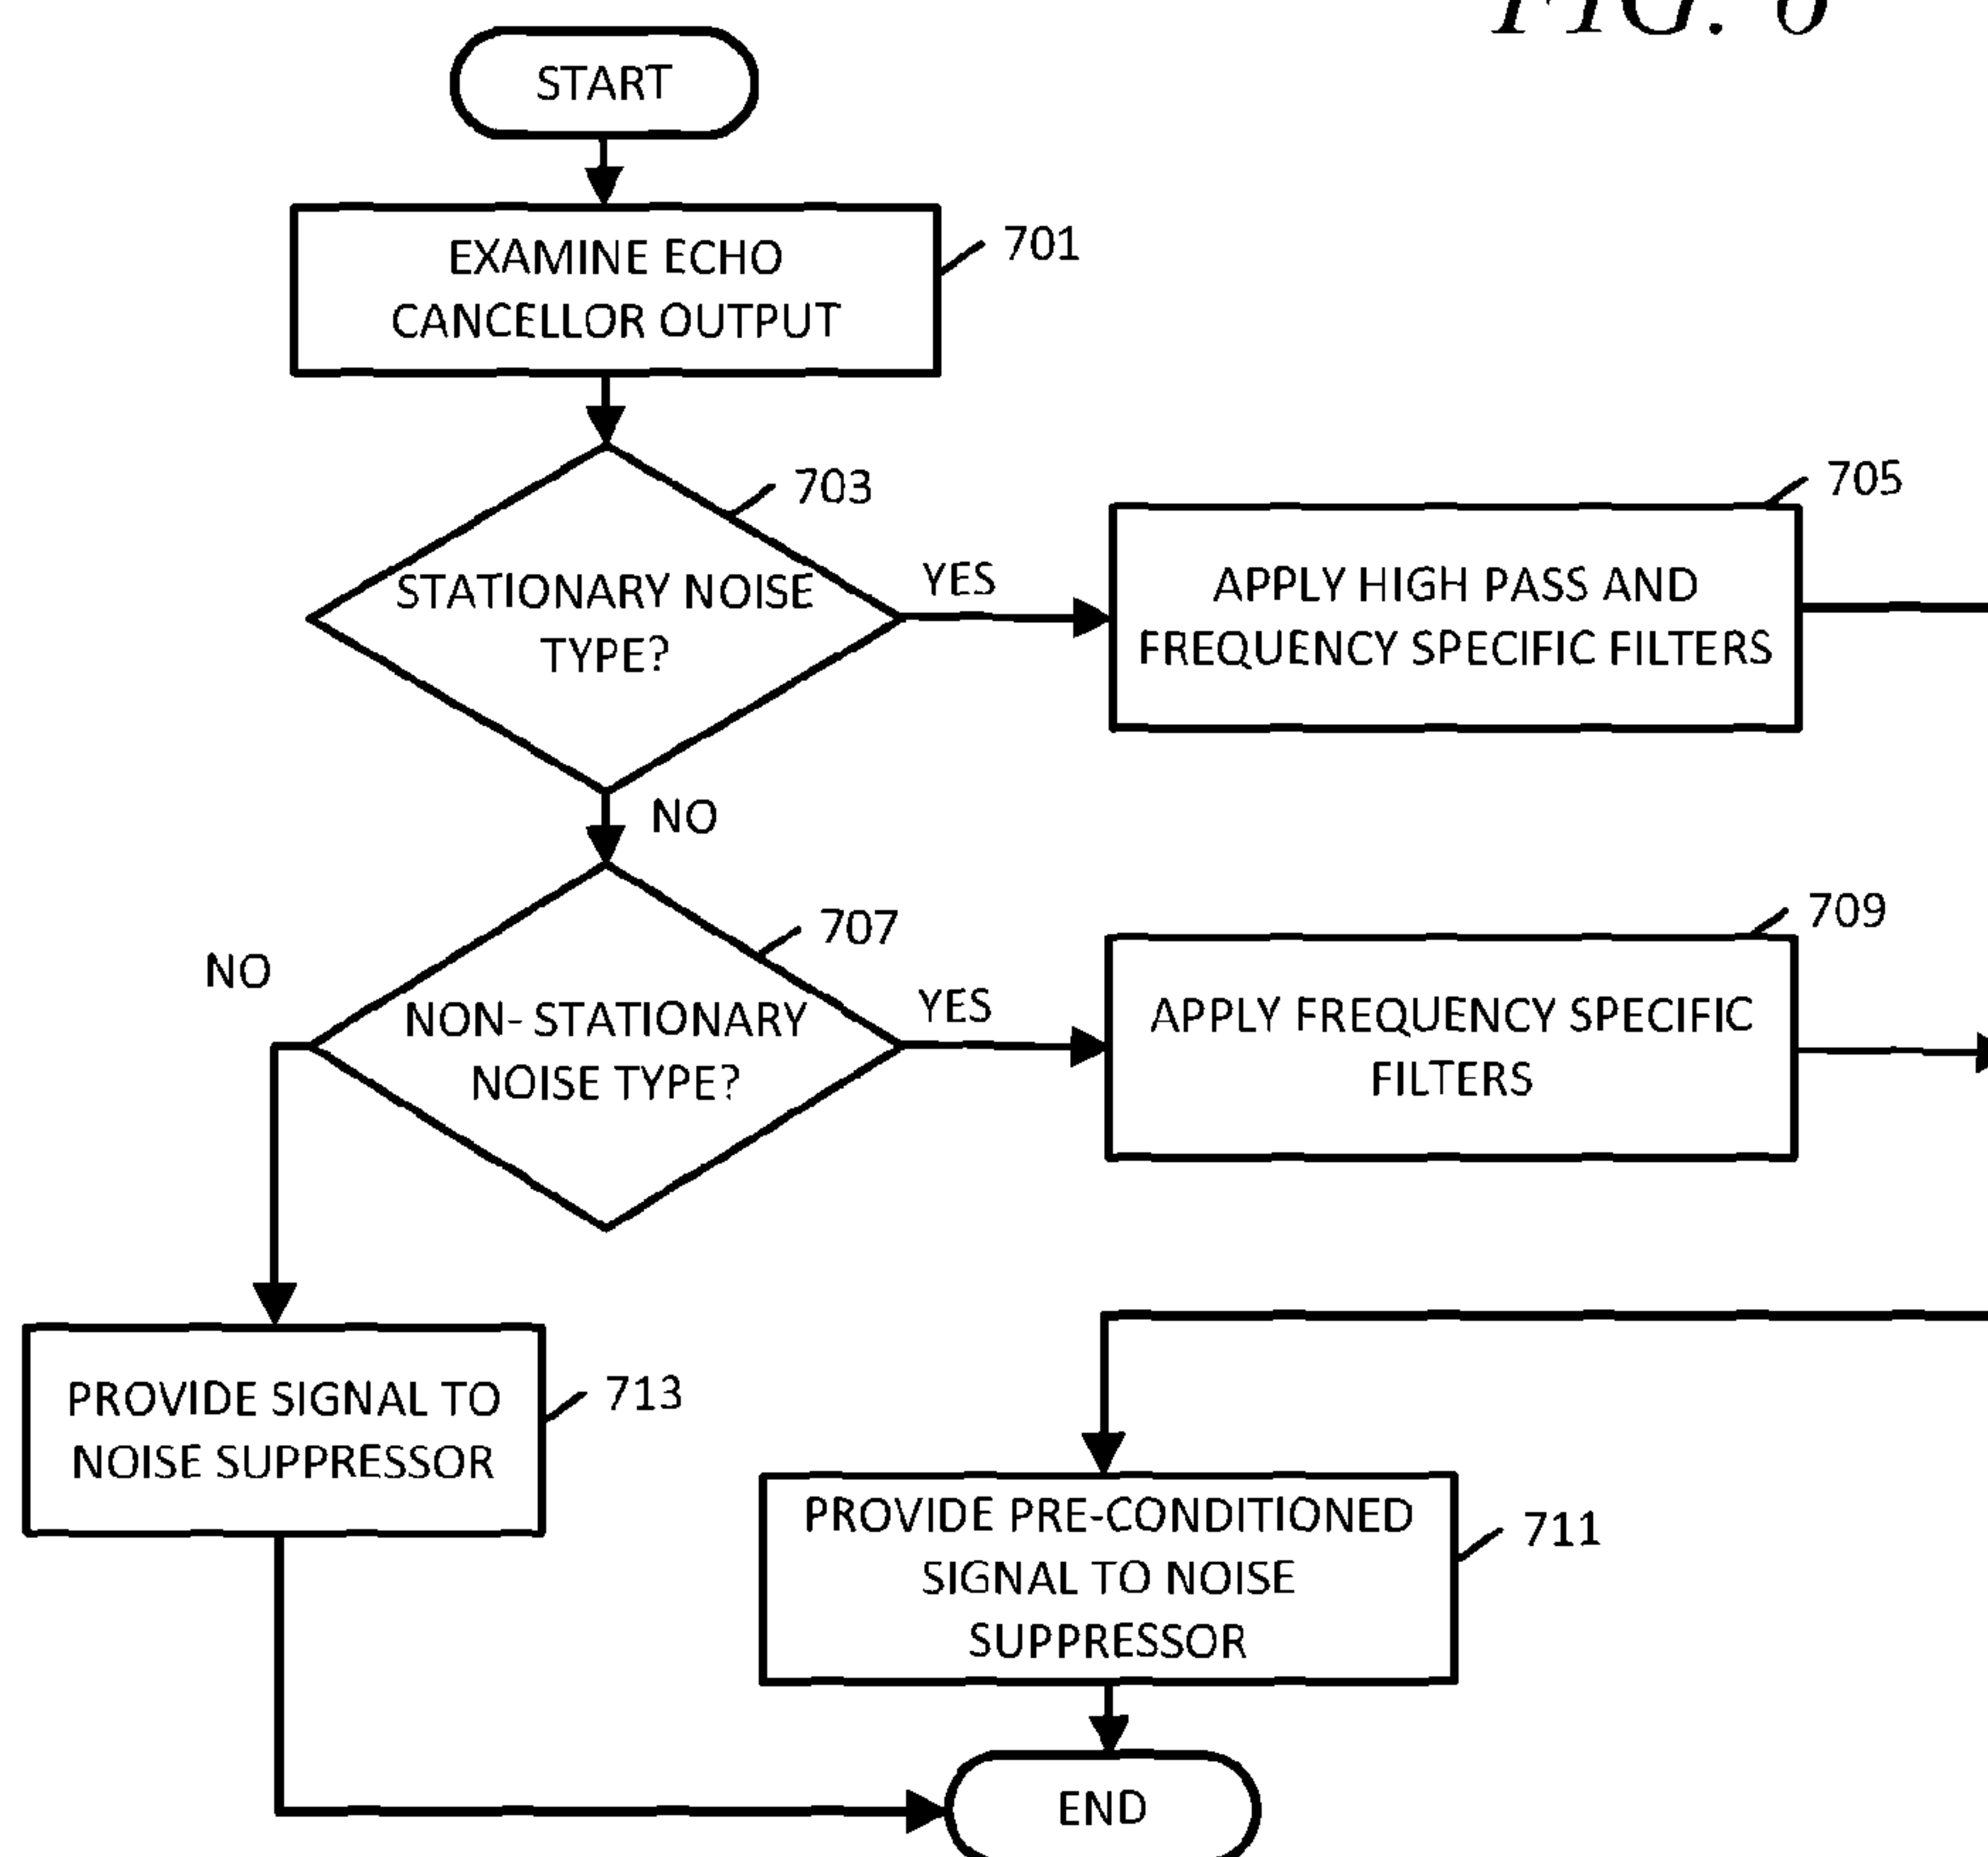 FIG. 6
START
EXAMINE ECHO
CANCELLOR OUTPUT
701
703
STATIONARY NOISE
TYPE?
YES
705
APPLY HIGH PASS AND
FREQUENCY SPECIFIC FILTERS
NO
707
NON- STATIONARY
NOISE TYPE?
NO
YES
709
APPLY FREQUENCY SPECIFIC
FILTERS
PROVIDE SIGNAL TO
NOISE SUPPRESSOR
713
PROVIDE PRE-CONDITIONED
SIGNAL TO NOISE
SUPPRESSOR
711
END